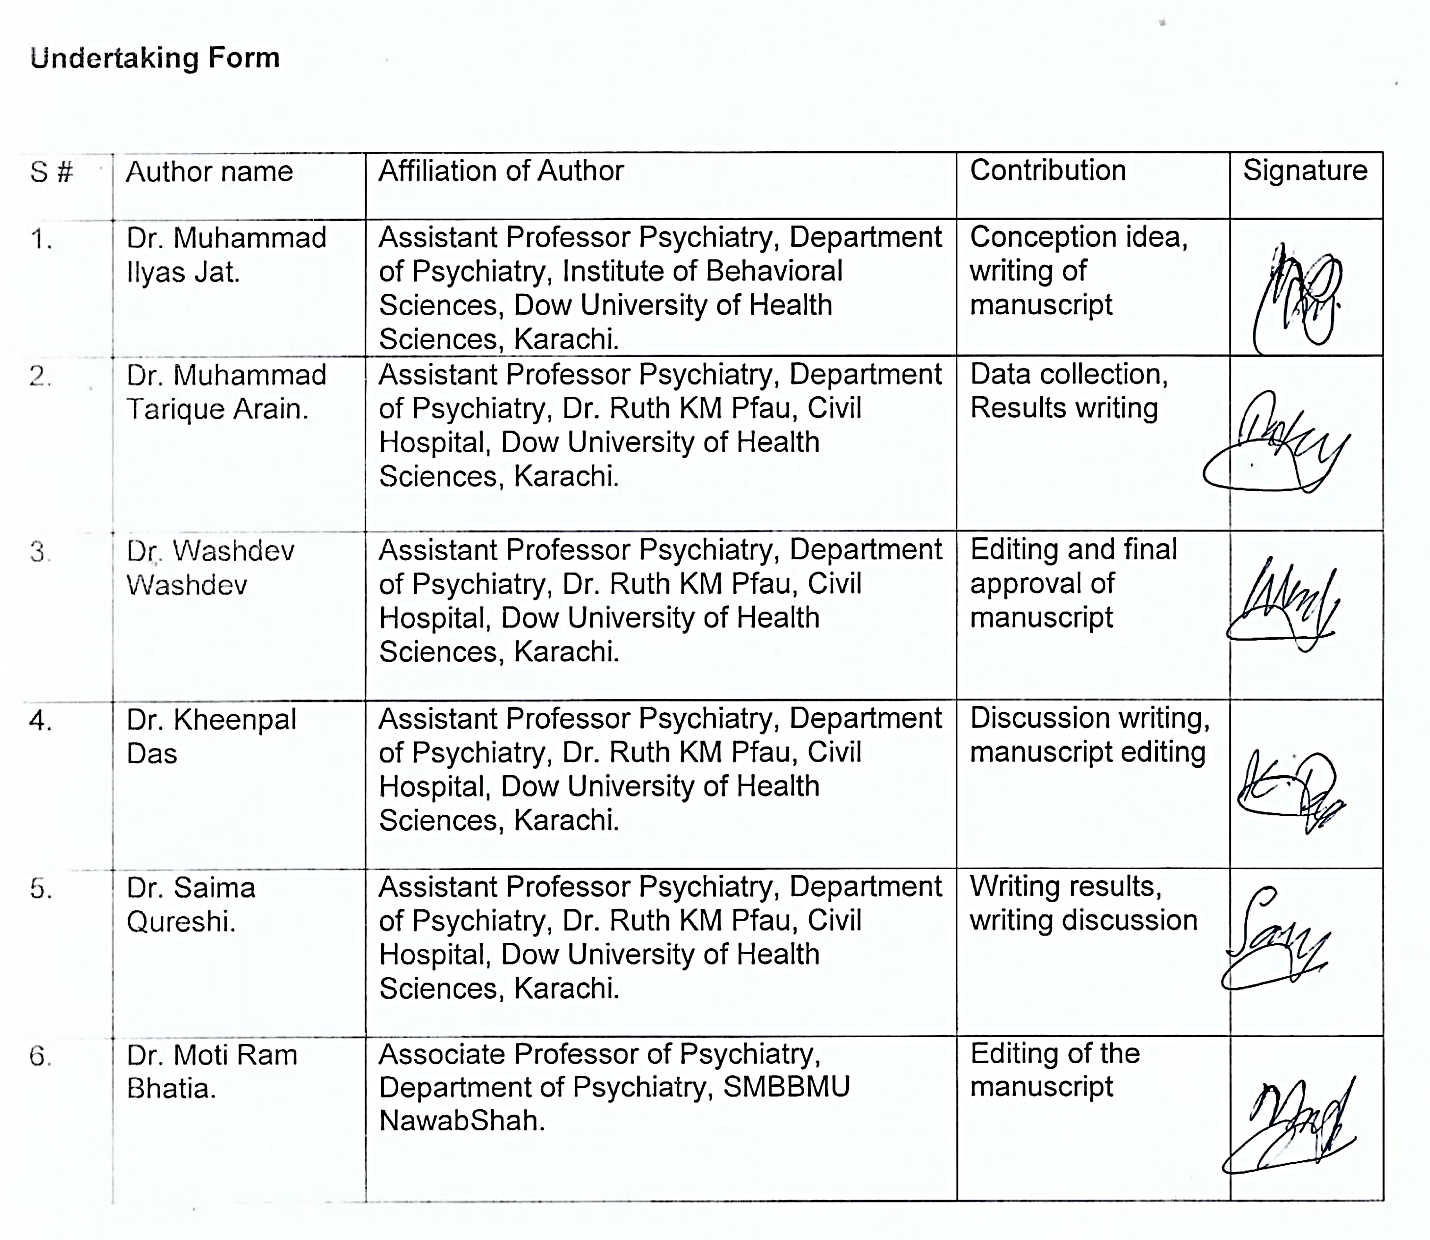 Undertaking Form
S # Author name Affiliation of Author Contribution Signature
1. Dr. Muhammad Assistant Professor Psychiatry, Department Conception idea,
Ilyas Jat. of Psychiatry, Institute of Behavioral writing of
Sciences, Dow University of Health manuscript
Sciences, Karachi.
2. Dr. Muhammad Assistant Professor Psychiatry, Department Data collection,
Tarique Arain. of Psychiatry, Dr. Ruth KM Pfau, Civil Results writing
Hospital, Dow University of Health
Sciences, Karachi.
3. Dr. Washdev Assistant Professor Psychiatry, Department Editing and final
Washdev of Psychiatry, Dr. Ruth KM Pfau, Civil approval of
Hospital, Dow University of Health manuscript
Sciences, Karachi.
4. Dr. Kheenpal Assistant Professor Psychiatry, Department Discussion writing,
Das of Psychiatry, Dr. Ruth KM Pfau, Civil manuscript editing
Hospital, Dow University of Health
Sciences, Karachi.
5. Dr. Saima Assistant Professor Psychiatry, Department Writing results,
Qureshi. of Psychiatry, Dr. Ruth KM Pfau, Civil writing discussion
Hospital, Dow University of Health
Sciences, Karachi.
6. Dr. Moti Ram Associate Professor of Psychiatry, Editing of the
Bhatia. Department of Psychiatry, SMBBMU manuscript
NawabShah.